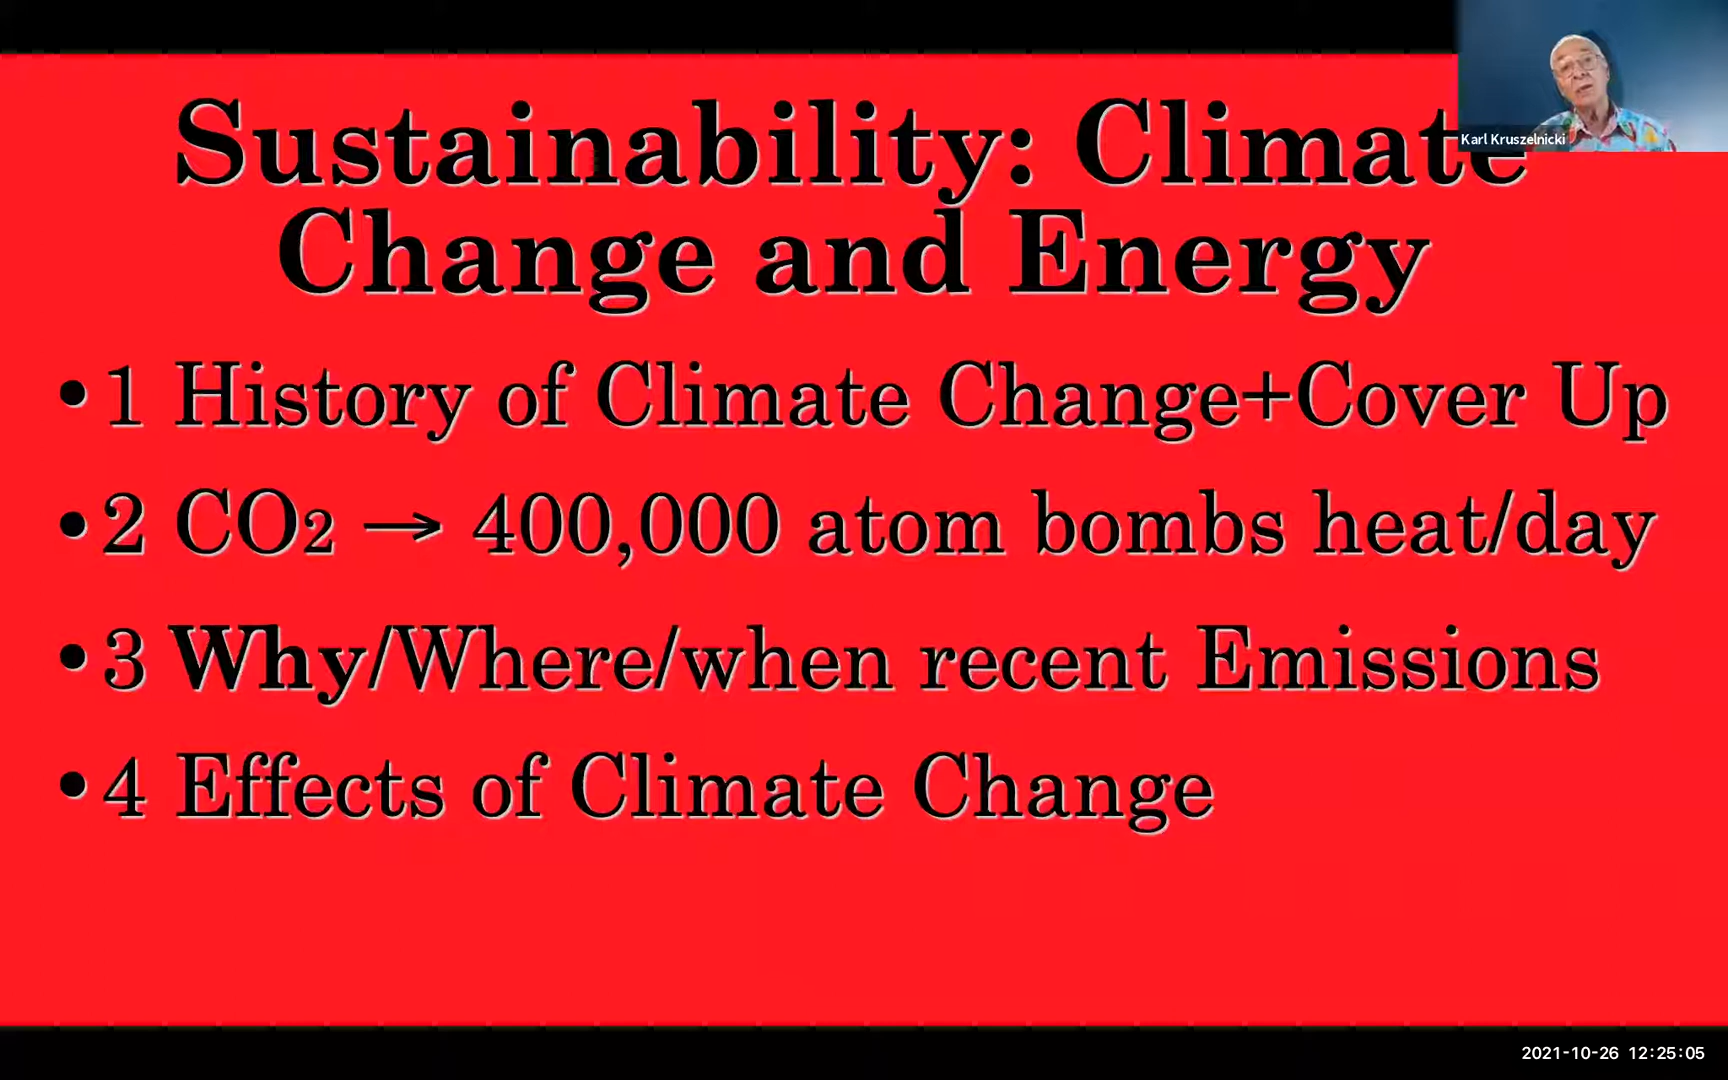 Sustainability: Climate
Karl Kruszelnicki
Change and Energy
• 1 History of Climate Change+Cover Up
• 2 CO2 → 400,000 atom bombs heat/day
• 3 Why/Where/when recent Emissions
• 4 Effects of Climate Change
2021-10-26 12:25:05